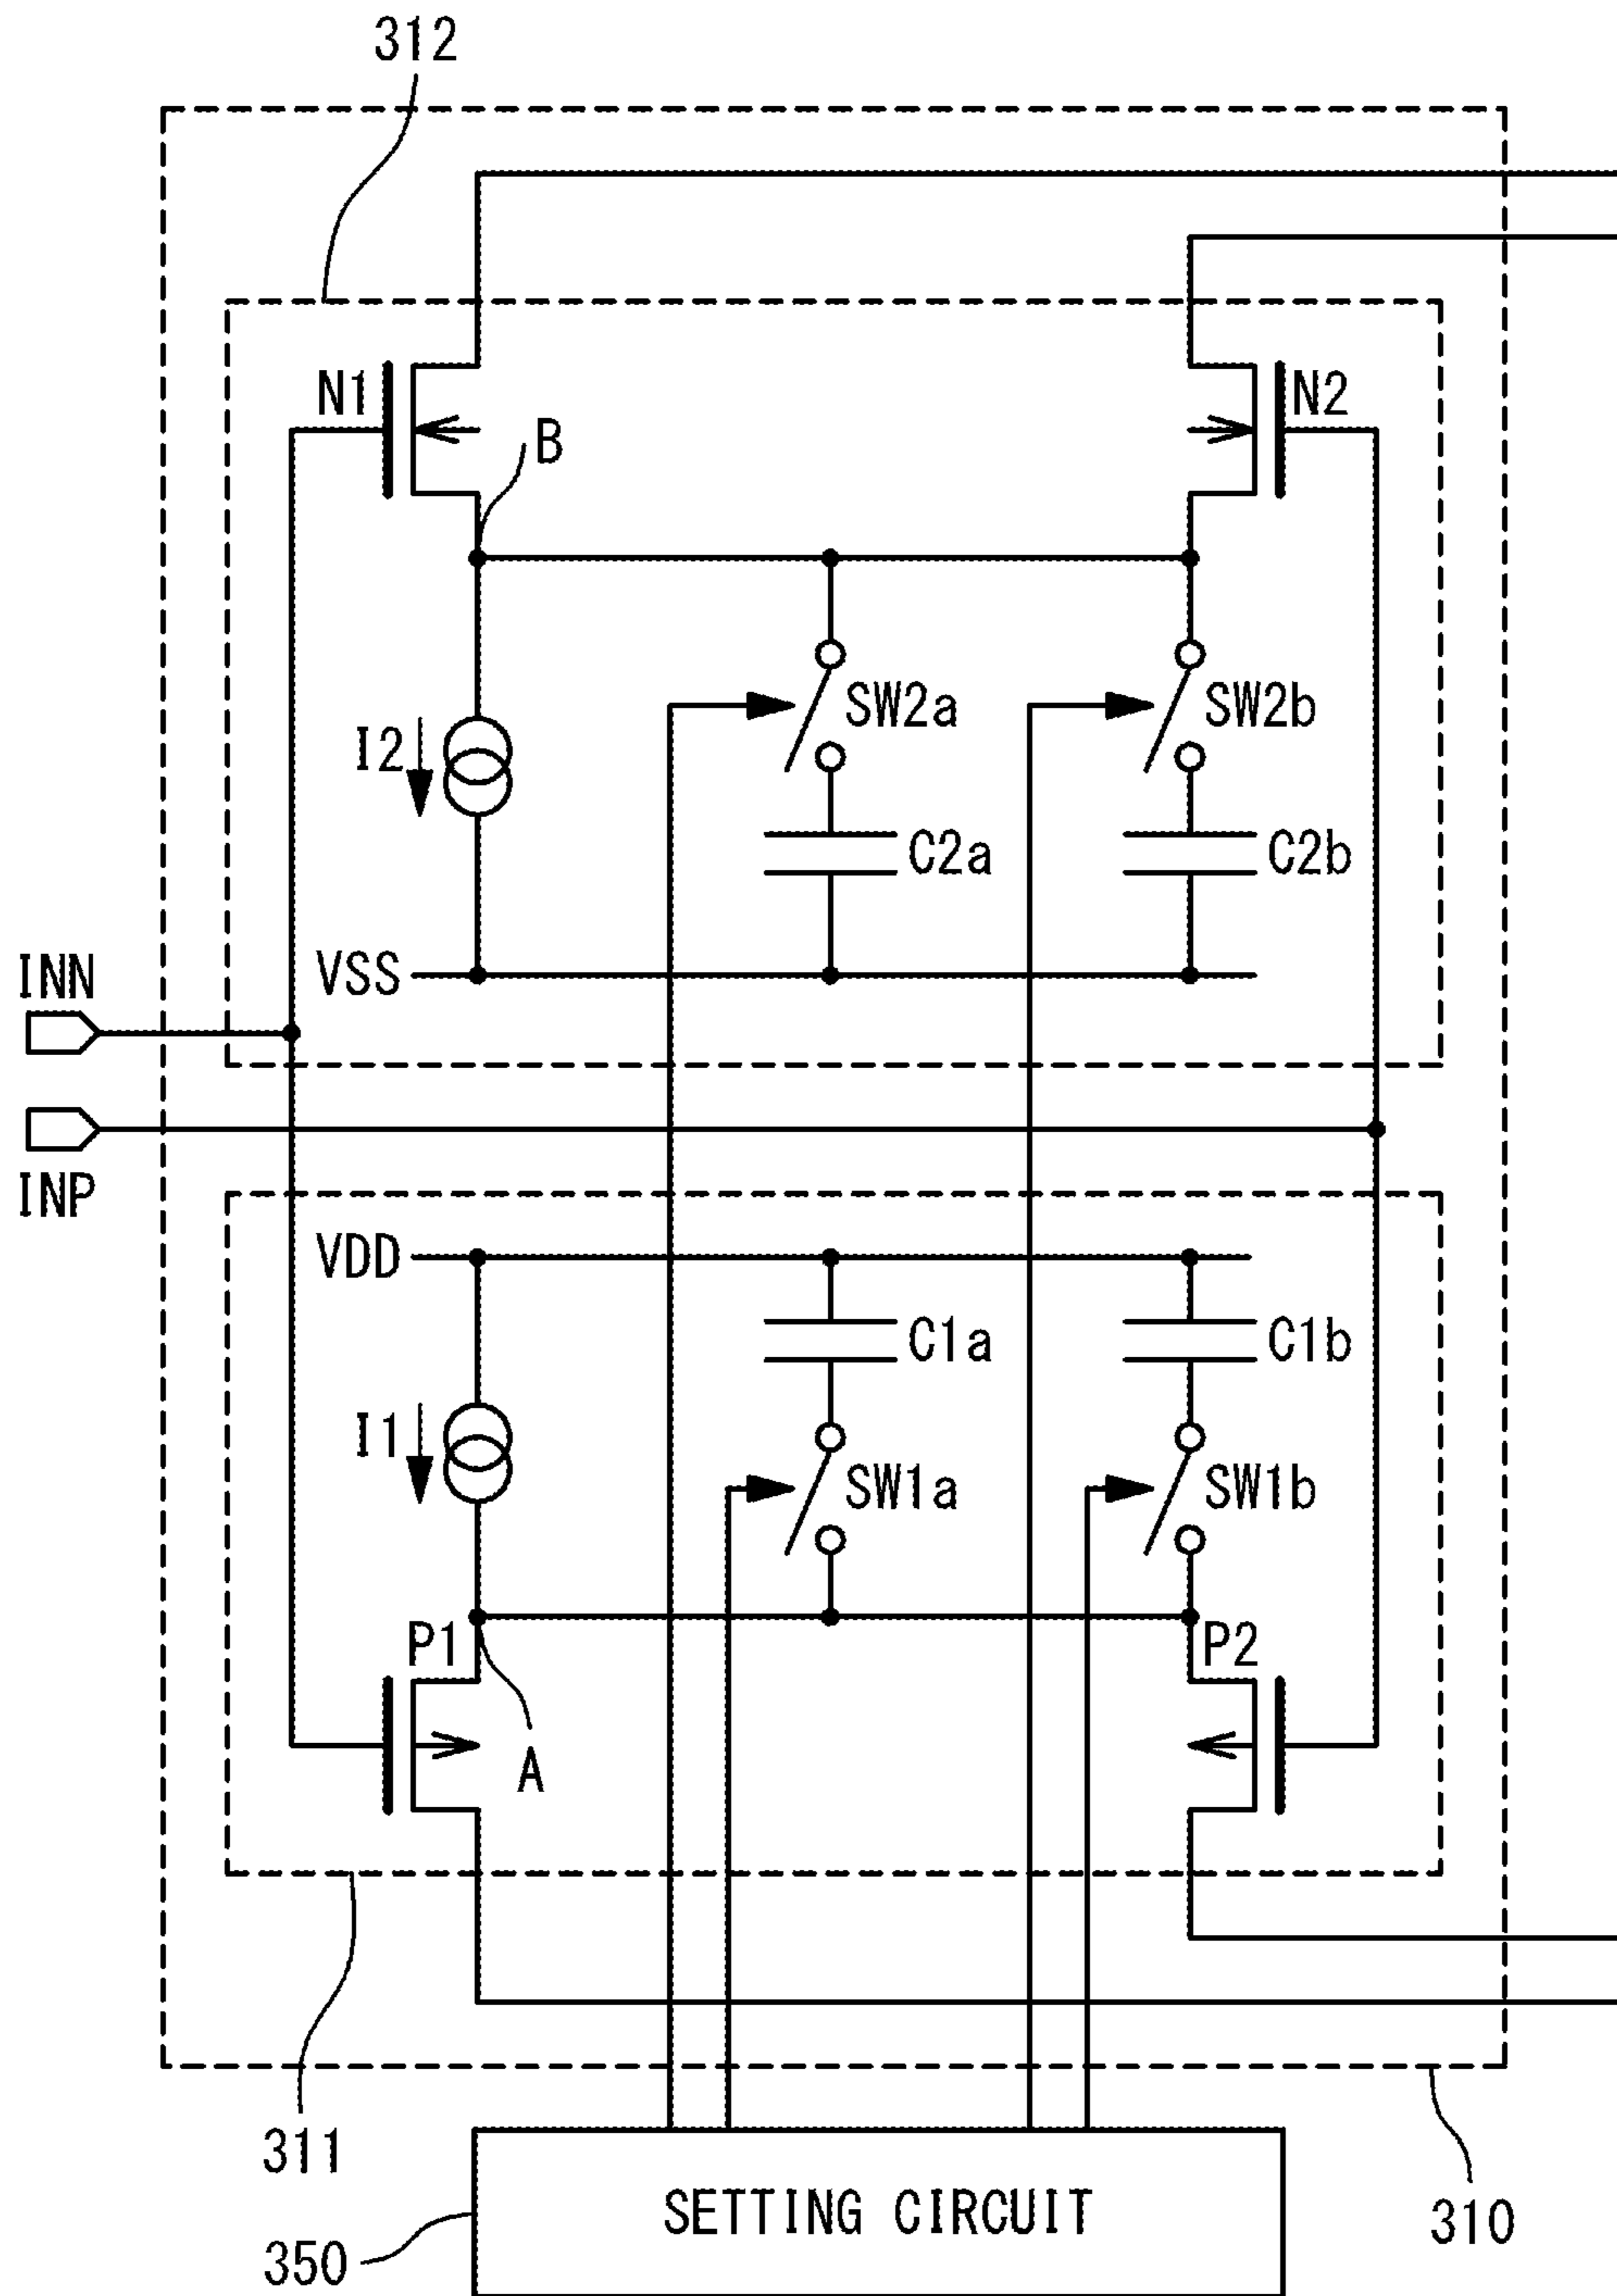 312
N1
N2
B
I2
SW2a
SW2b
C2a
C2b
INN
VSS
INP
VDD
C1a
C1b
I1
SW1a
SW1b
P1
P2
A
311
SETTING CIRCUIT
310
350